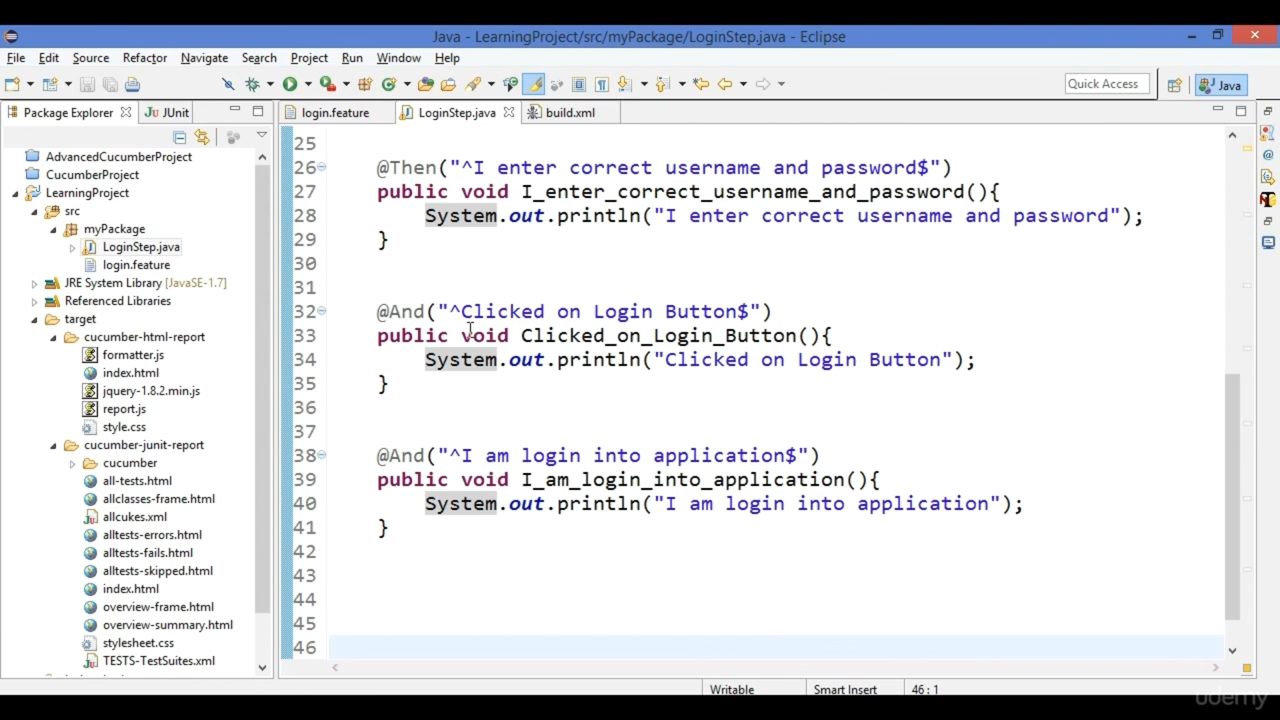 Java - LearningProject/src/myPackage/LoginStep.java - Eclipse
File Edit Source Refactor Navigate Search Project Run Window Help
Quick Access Java
Package Explorer JUnit login.feature LoginStep.java build.xml
AdvancedCucumberProject
CucumberProject
LearningProject
src
myPackage
LoginStep.java
login.feature
JRE System Library [JavaSE-1.7]
Referenced Libraries
target
cucumber-html-report
formatter.js
index.html
jquery-1.8.2.min.js
report.js
style.css
cucumber-junit-report
cucumber
all-tests.html
allclasses-frame.html
allcukes.xml
alltests-errors.html
alltests-fails.html
alltests-skipped.html
index.html
overview-frame.html
overview-summary.html
stylesheet.css
TESTS-TestSuites.xml
25
26 @Then("^I enter correct username and password$")
27 public void I_enter_correct_username_and_password(){
28 System.out.println("I enter correct username and password");
29 }
30
31
32 @And("^Clicked on Login Button$")
33 public void Clicked_on_Login_Button(){
34 System.out.println("Clicked on Login Button");
35 }
36
37
38 @And("^I am login into application$")
39 public void I_am_login_into_application(){
40 System.out.println("I am login into application");
41 }
42
43
44
45
46
Writable Smart Insert 46 : 1
udemy